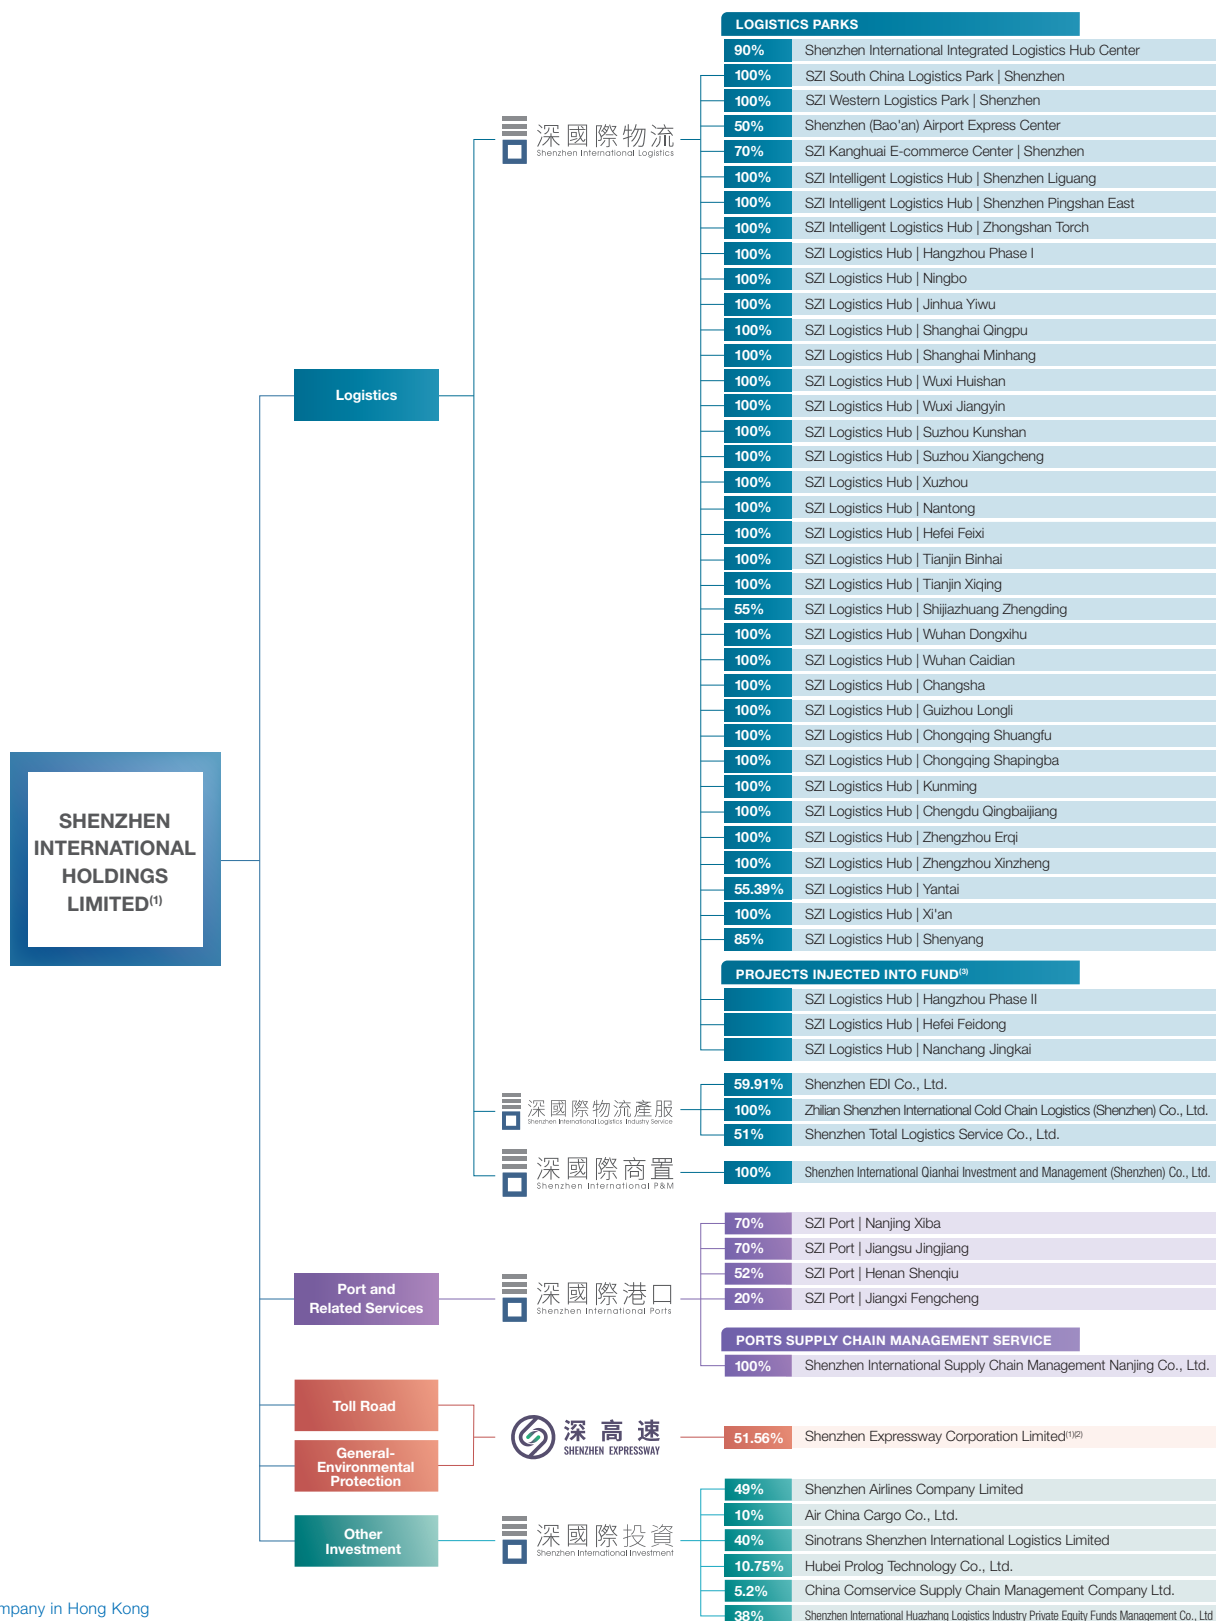 LOGISTICS PARKS
90% Shenzhen International Integrated Logistics Hub Center
100% SZI South China Logistics Park | Shenzhen
100% SZI Western Logistics Park | Shenzhen
50% Shenzhen (Bao'an) Airport Express Center
70% SZI Kanghuai E-commerce Center | Shenzhen
100% SZI Intelligent Logistics Hub | Shenzhen Liguang
100% SZI Intelligent Logistics Hub | Shenzhen Pingshan East
100% SZI Intelligent Logistics Hub | Zhongshan Torch
100% SZI Logistics Hub | Hangzhou Phase I
100% SZI Logistics Hub | Ningbo
100% SZI Logistics Hub | Jinhua Yiwu
100% SZI Logistics Hub | Shanghai Qingpu
100% SZI Logistics Hub | Shanghai Minhang
100% SZI Logistics Hub | Wuxi Huishan
100% SZI Logistics Hub | Wuxi Jiangyin
100% SZI Logistics Hub | Suzhou Kunshan
100% SZI Logistics Hub | Suzhou Xiangcheng
100% SZI Logistics Hub | Xuzhou
100% SZI Logistics Hub | Nantong
100% SZI Logistics Hub | Hefei Feixi
100% SZI Logistics Hub | Tianjin Binhai
100% SZI Logistics Hub | Tianjin Xiqing
55% SZI Logistics Hub | Shijiazhuang Zhengding
100% SZI Logistics Hub | Wuhan Dongxihu
100% SZI Logistics Hub | Wuhan Caidian
100% SZI Logistics Hub | Changsha
100% SZI Logistics Hub | Guizhou Longli
100% SZI Logistics Hub | Chongqing Shuangfu
100% SZI Logistics Hub | Chongqing Shapingba
100% SZI Logistics Hub | Kunming
100% SZI Logistics Hub | Chengdu Qingbaijiang
100% SZI Logistics Hub | Zhengzhou Erqi
100% SZI Logistics Hub | Zhengzhou Xinzheng
55.39% SZI Logistics Hub | Yantai
100% SZI Logistics Hub | Xi'an
85% SZI Logistics Hub | Shenyang
PROJECTS INJECTED INTO FUND(3)
SZI Logistics Hub | Hangzhou Phase II
SZI Logistics Hub | Hefei Feidong
SZI Logistics Hub | Nanchang Jingkai
深國際物流
Shenzhen International Logistics
Logistics
SHENZHEN
INTERNATIONAL
HOLDINGS
LIMITED(1)
深國際物流產服
Shenzhen International Logistics Industry Service
59.91% Shenzhen EDI Co., Ltd.
100% Zhilian Shenzhen International Cold Chain Logistics (Shenzhen) Co., Ltd.
51% Shenzhen Total Logistics Service Co., Ltd.
深國際商置
Shenzhen International P&M
100% Shenzhen International Qianhai Investment and Management (Shenzhen) Co., Ltd.
Port and
Related Services
深國際港口
Shenzhen International Ports
70% SZI Port | Nanjing Xiba
70% SZI Port | Jiangsu Jingjiang
52% SZI Port | Henan Shenqiu
20% SZI Port | Jiangxi Fengcheng
PORTS SUPPLY CHAIN MANAGEMENT SERVICE
100% Shenzhen International Supply Chain Management Nanjing Co., Ltd.
Toll Road
General-
Environmental
Protection
深高速
SHENZHEN EXPRESSWAY
51.56% Shenzhen Expressway Corporation Limited(1)(2)
Other
Investment
深國際投資
Shenzhen International Investment
49% Shenzhen Airlines Company Limited
10% Air China Cargo Co., Ltd.
40% Sinotrans Shenzhen International Logistics Limited
10.75% Hubei Prolog Technology Co., Ltd.
5.2% China Comservice Supply Chain Management Company Ltd.
38% Shenzhen International Huazhang Logistics Industry Private Equity Funds Management Co., Ltd
mpany in Hong Kong